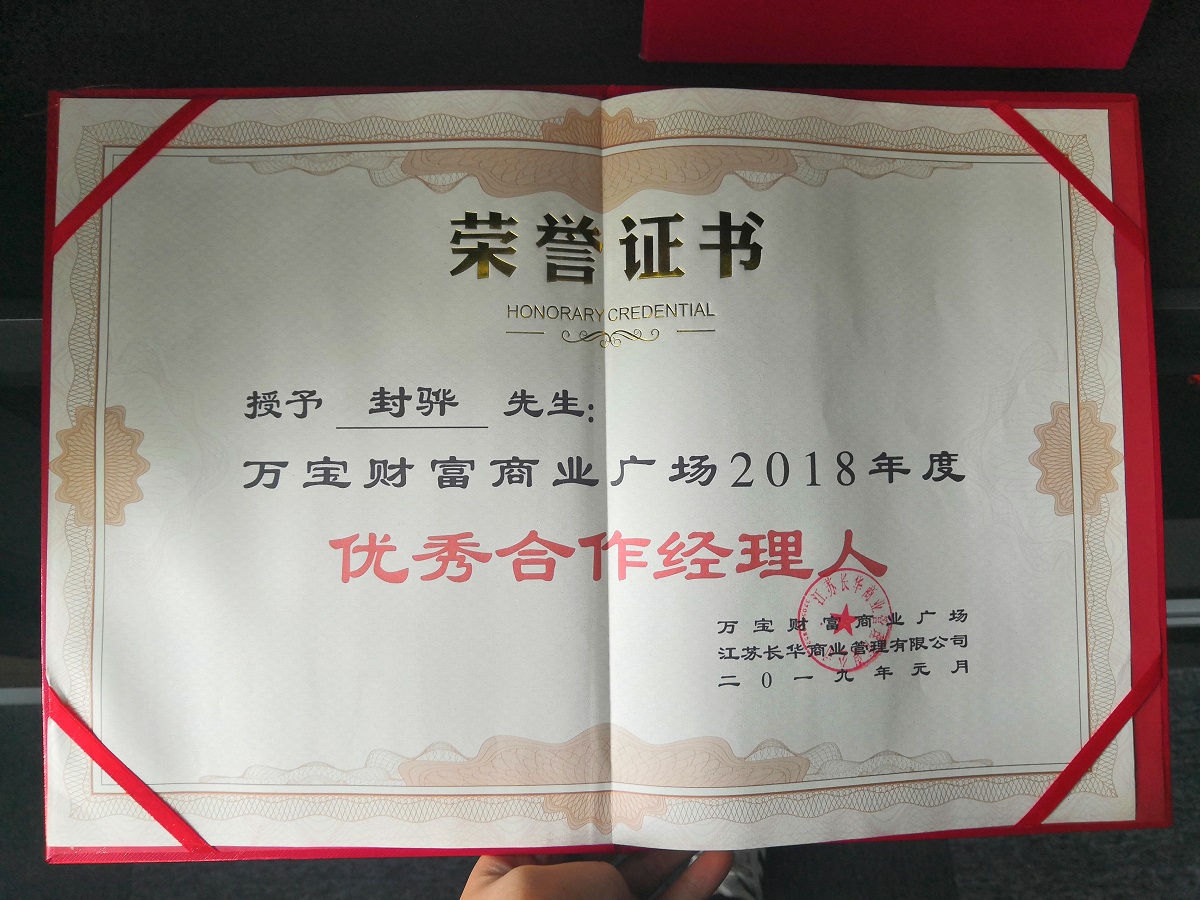 荣誉证书
HONORARY CREDENTIAL
授予 封骅 先生:
万宝财富商业广场2018年度
优秀合作经理人
万宝财富商业广场
江苏长华商业管理有限公司
二0一九年元月